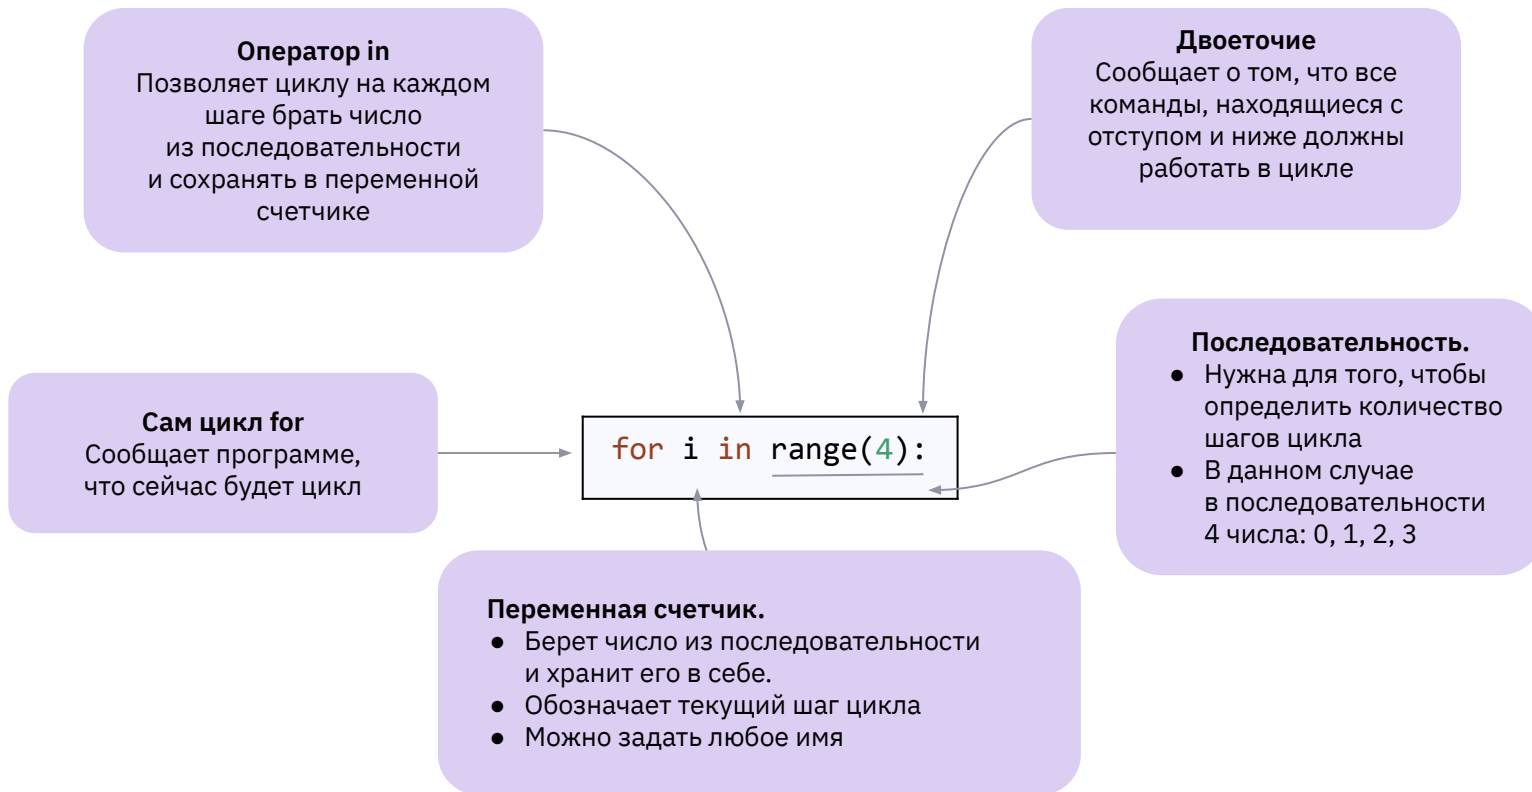 Оператор in
Позволяет циклу на каждом
шаге брать число
из последовательности
и сохранять в переменной
счетчике
Двоеточие
Сообщает о том, что все
команды, находящиеся с
отступом и ниже должны
работать в цикле
Сам цикл for
Сообщает программе,
что сейчас будет цикл
for i in range(4):
Последовательность.
● Нужна для того, чтобы
определить количество
шагов цикла
● В данном случае
в последовательности
4 числа: 0, 1, 2, 3
Переменная счетчик.
● Берет число из последовательности
и хранит его в себе.
● Обозначает текущий шаг цикла
● Можно задать любое имя